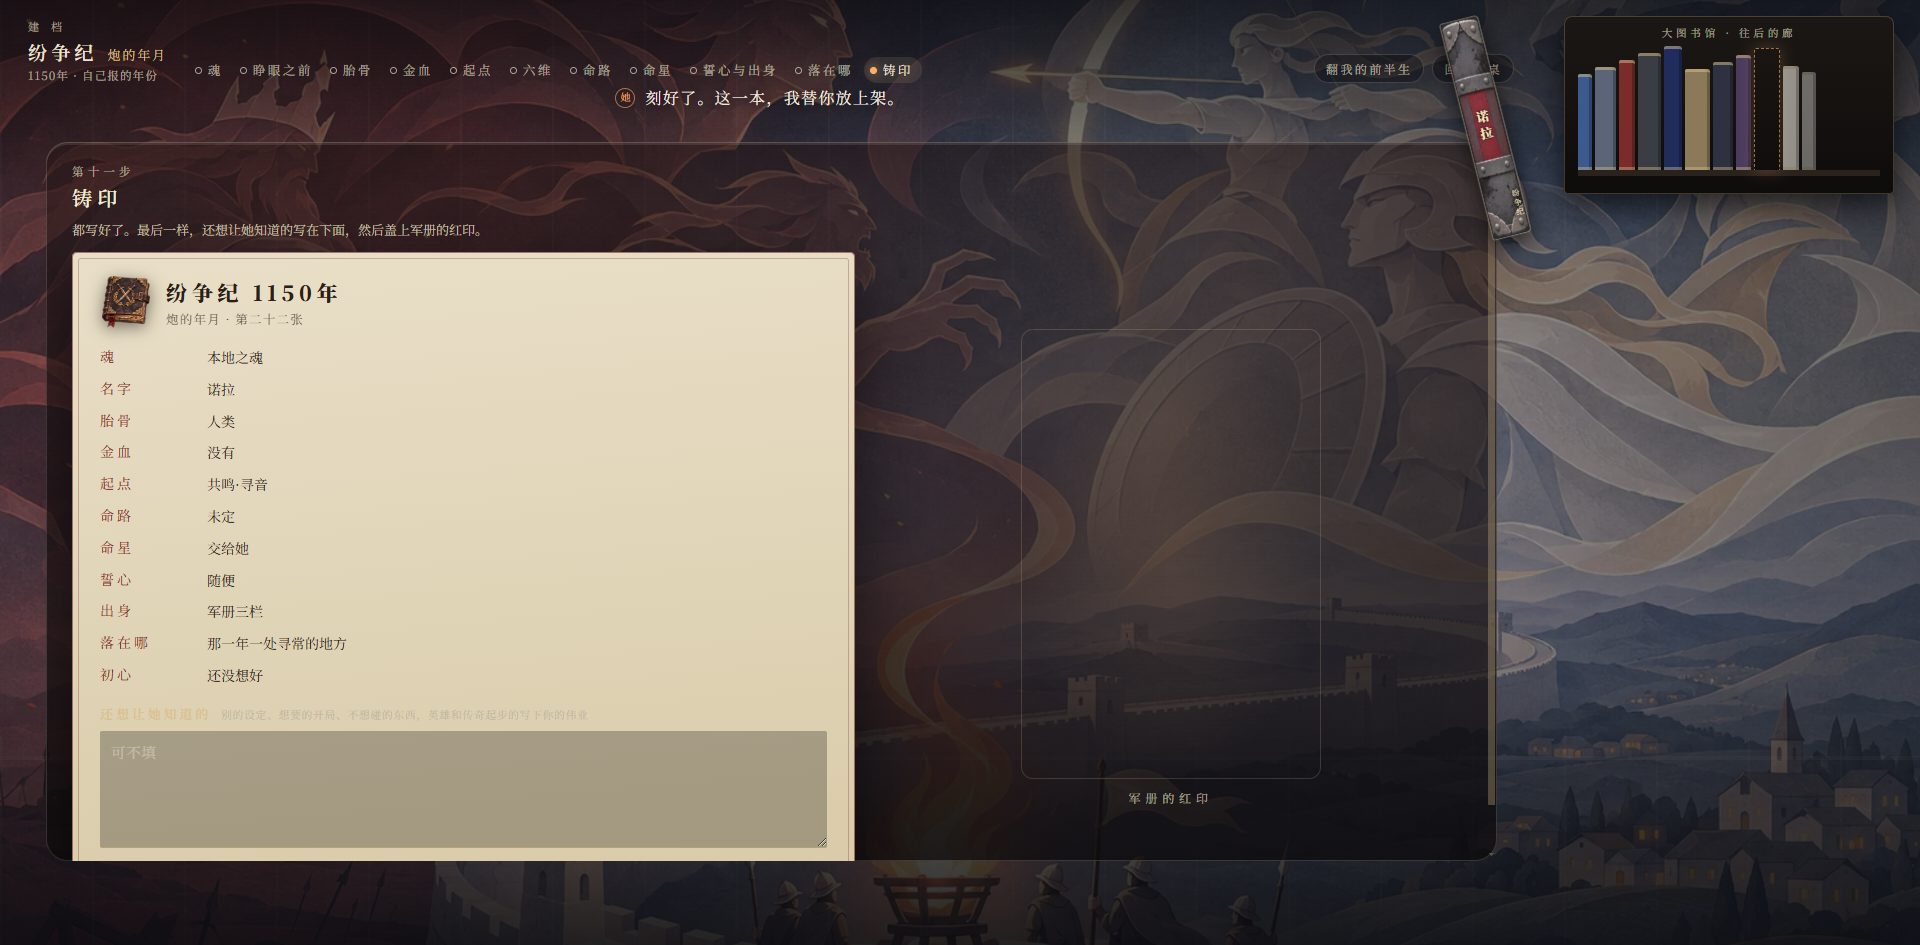 建 档
纷争纪 炮的年月
1150年 · 自己报的年份
魂 睁眼之前 胎骨 金血 起点 六维 命路 命星 誓心与出身 落在哪 铸印
她 刻好了。这一本，我替你放上架。
翻我的前半生
大图书馆 · 往后的廊
诺拉
第十一步
铸印
都写好了。最后一样，还想让她知道的写在下面，然后盖上军册的红印。
纷争纪 1150年
炮的年月 · 第二十二张
魂 本地之魂
名字 诺拉
胎骨 人类
金血 没有
起点 共鸣·寻音
命路 未定
命星 交给她
誓心 随便
出身 军册三栏
落在哪 那一年一处寻常的地方
初心 还没想好
还想让她知道的 别的设定、想要的开局、不想碰的东西，英雄和传奇起步的写下你的伟业
可不填
军册的红印